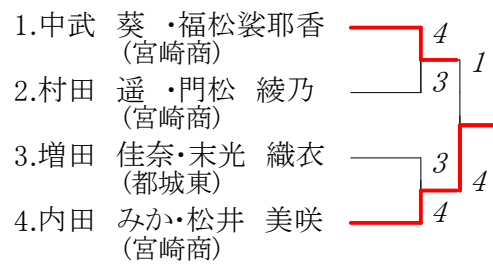 1.中武 葵 ・福松裟耶香
(宮崎商)
2.村田 遥 ・門松 綾乃
(宮崎商)
3.増田 佳奈・末光 織衣
(都城東)
4.内田 みか・松井 美咲
(宮崎商)
4
3
1
3
4
4